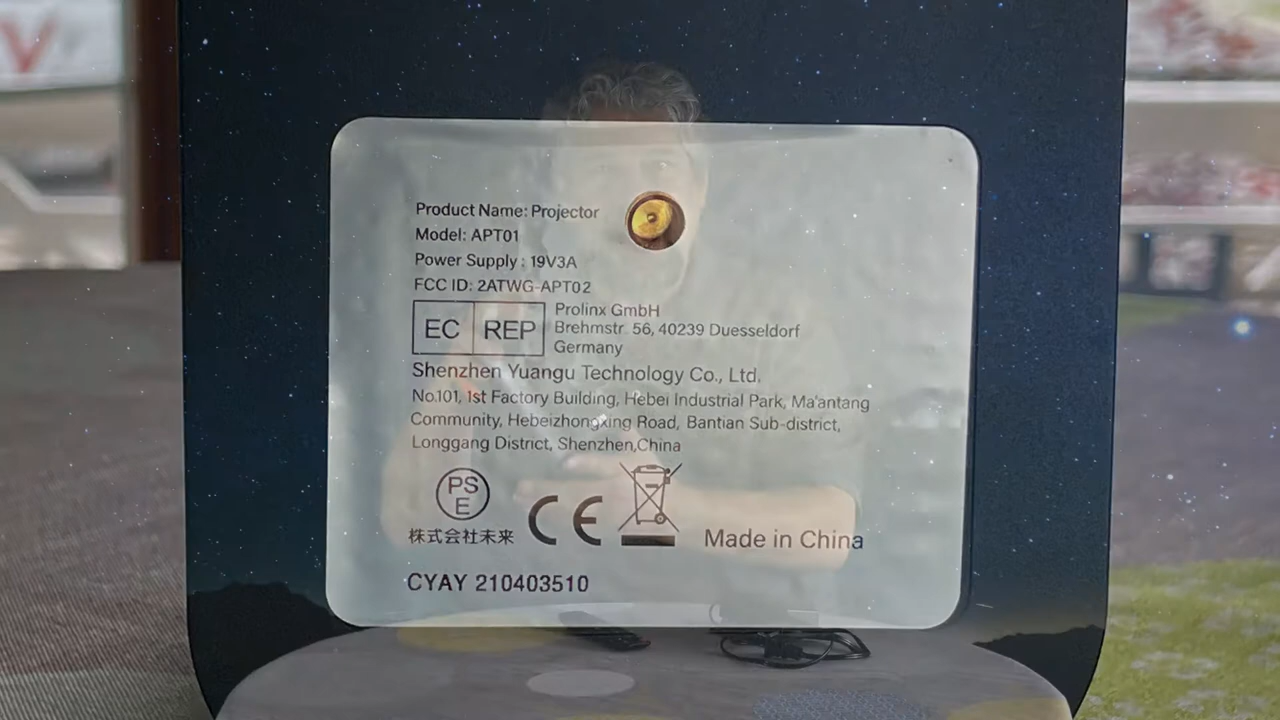 Product Name: Projector
Model: APT01
Power Supply : 19V3A
FCC ID: 2ATWG-APT02
EC REP
Prolinx GmbH
Brehmstr. 56, 40239 Duesseldorf
Germany
Shenzhen Yuangu Technology Co., Ltd.
No.101, 1st Factory Building, Hebei Industrial Park, Ma'antang
Community, Hebeizhongxing Road, Bantian Sub-district,
Longgang District, Shenzhen,China
PS
E
株式会社未来
CE
Made in China
CYAY 210403510